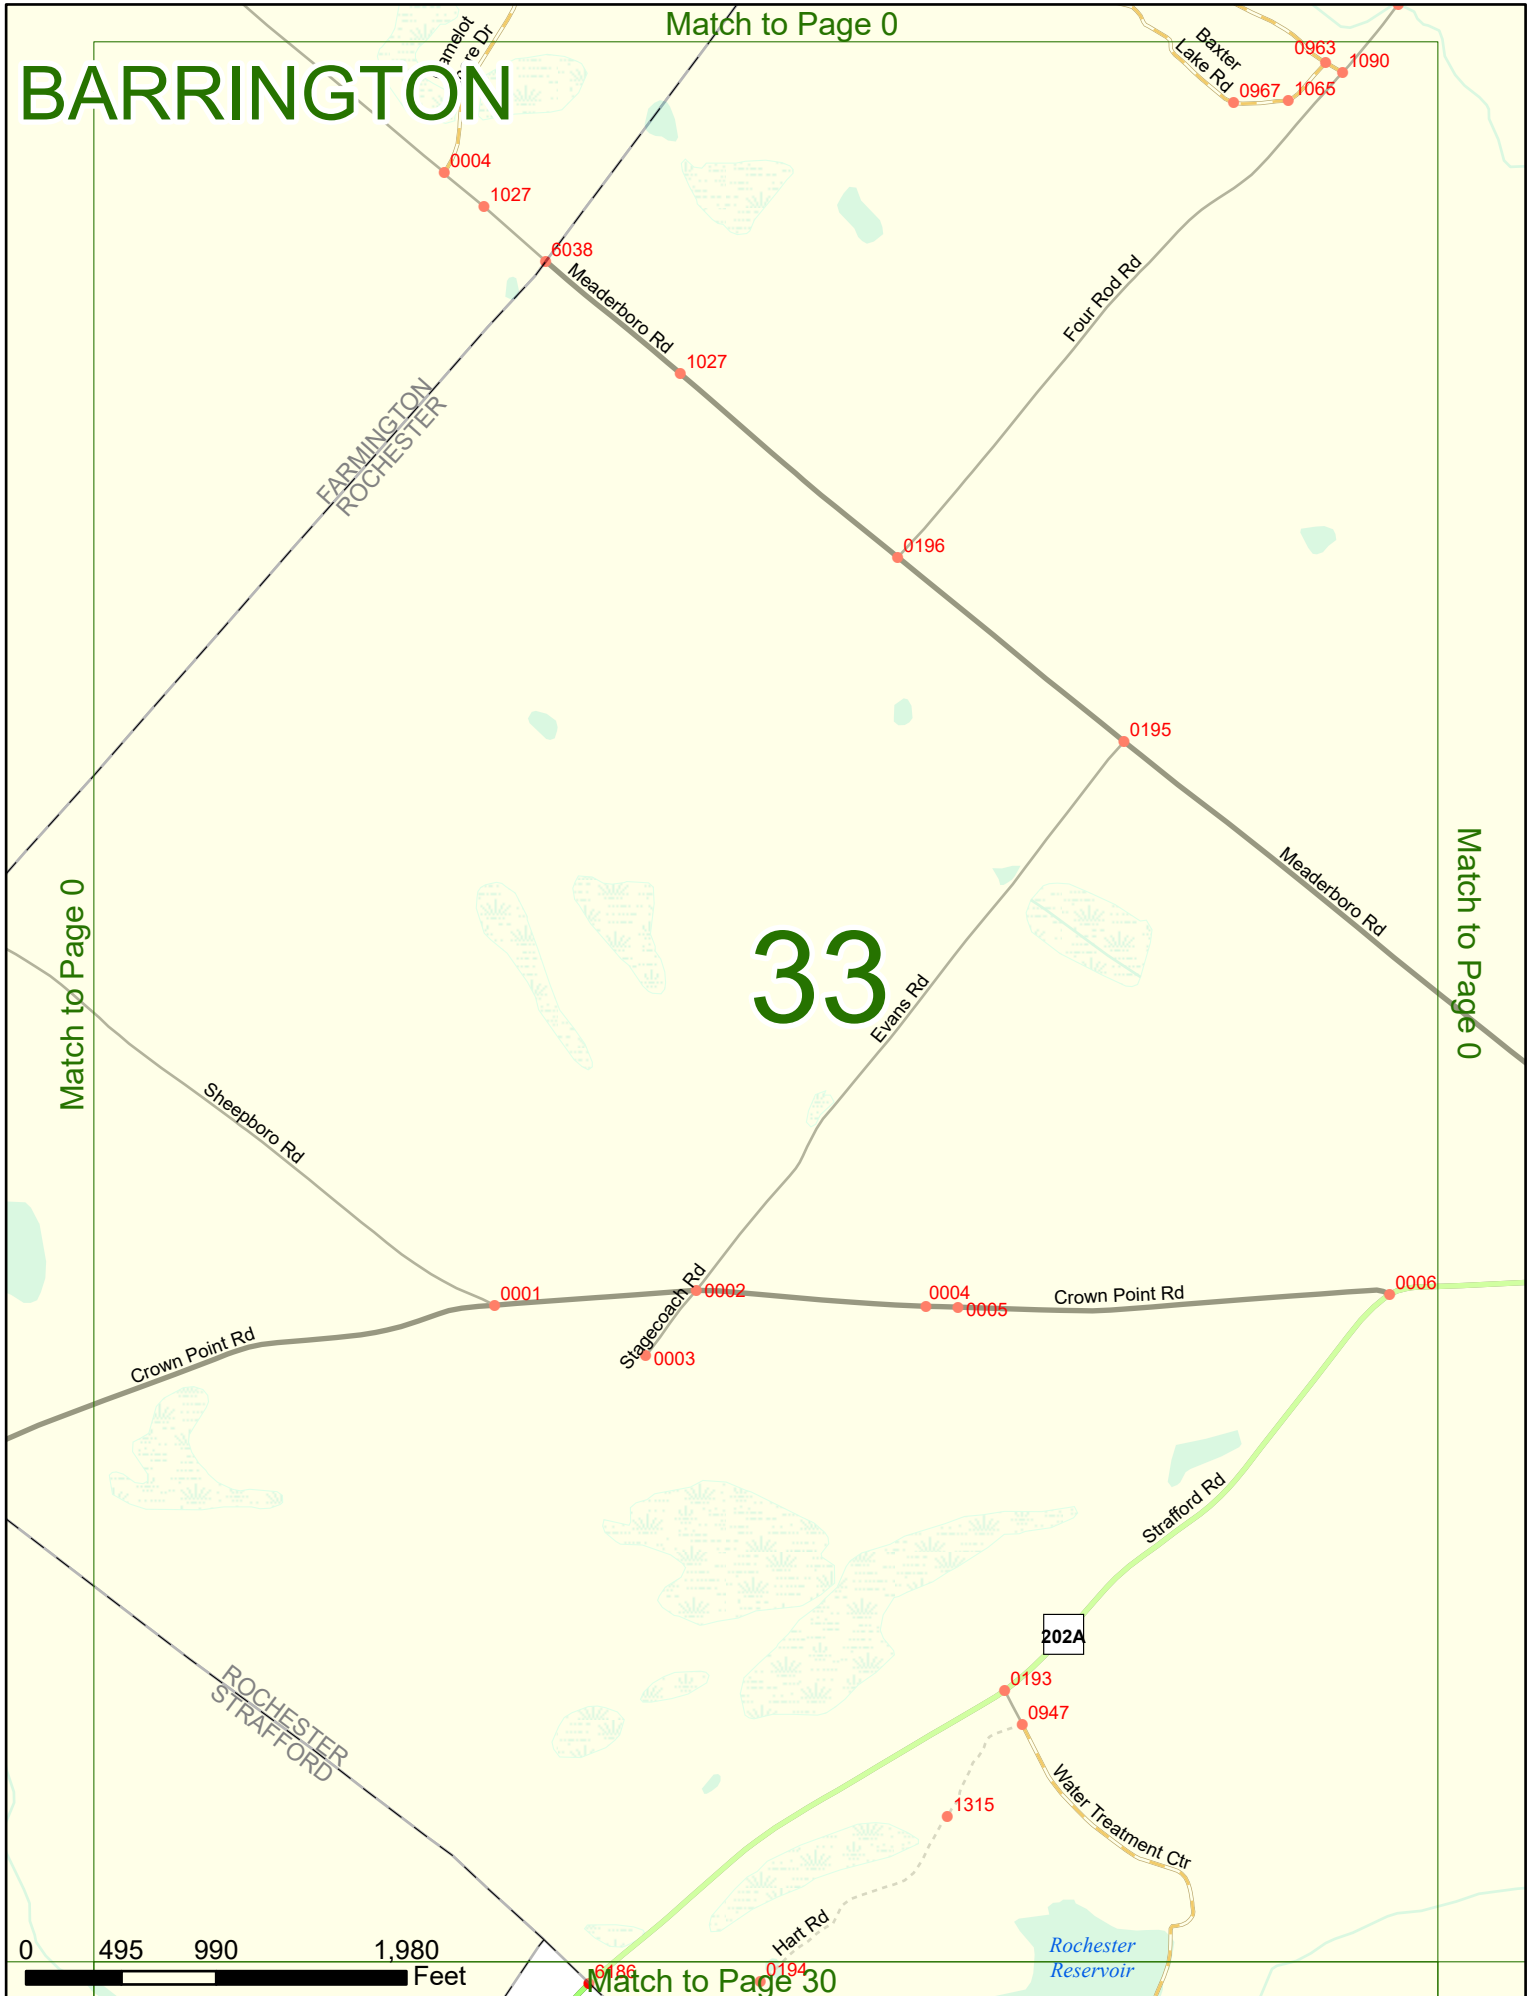 Match to Page 0
BARRINGTON
Baxter
Lake Rd
0963
1090
0967
1065
0004
1027
6038
Meaderboro Rd
1027
Four Rod Rd
FARMINGTON
ROCHESTER
0196
0195
Meaderboro Rd
Match to Page 0
Match to Page 0
33
Evans Rd
Sheepboro Rd
0001
Stagecoach Rd
0002
0004
0005
Crown Point Rd
0006
Crown Point Rd
0003
Strafford Rd
202A
ROCHESTER
STRAFFORD
0193
0947
1315
Water Treatment Ctr
Hart Rd
Rochester
Reservoir
0 495 990 1,980
Feet
6186
0194
Match to Page 30